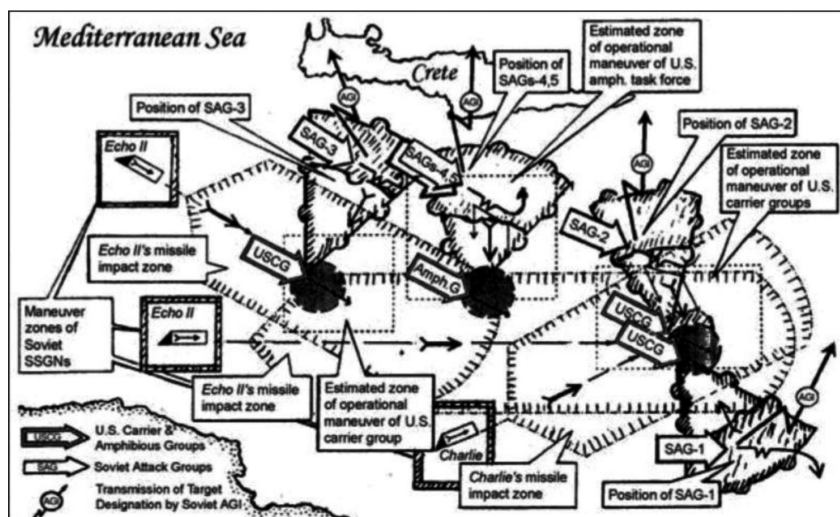 Mediterranean Sea
Crete
Estimated zone
of operational
maneuver of U.S.
amph. task force
Position of
SAGs-4,5
AGI
AGI
Position of SAG-3
SAG-3
SAGs-4,5
Position of SAG-2
AGI
Estimated zone
of operational
maneuver of U.S.
carrier groups
Echo II
SAG-2
Echo II's missile
impact zone
USCG
Amph.G
USCG
USCG
Maneuver
zones of
Soviet
SSGNs
Echo II
Echo II's missile
impact zone
Estimated zone
of operational
maneuver of U.S.
carrier group
Charlie
Charlie's missile
impact zone
SAG-1
AGI
Position of SAG-1
USCG
U.S. Carrier &
Amphibious Groups
SAG
Soviet Attack Groups
AGI
Transmission of Target
Designation by Soviet AGI